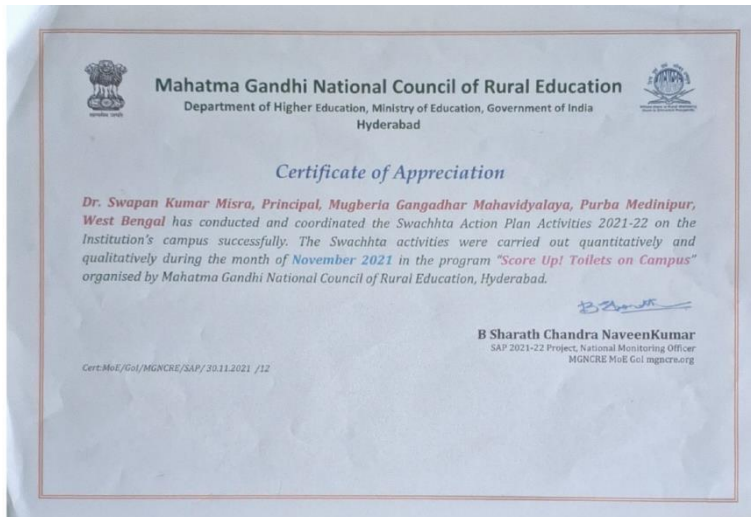 Mahatma Gandhi National Council of Rural Education
Department of Higher Education, Ministry of Education, Government of India
Hyderabad
Certificate of Appreciation
Dr. Swapan Kumar Misra, Principal, Mugberia Gangadhar Mahavidyalaya, Purba Medinipur,
West Bengal has conducted and coordinated the Swachhta Action Plan Activities 2021-22 on the
Institution's campus successfully. The Swachhta activities were carried out quantitatively and
qualitatively during the month of November 2021 in the program "Score Up! Toilets on Campus"
organised by Mahatma Gandhi National Council of Rural Education, Hyderabad.
B Sharath Chandra NaveenKumar
SAP 2021-22 Project, National Monitoring Officer
MGNCRE MoE GoI mgncre.org
Cert:MoE/GoI/MGNCRE/SAP/ 30.11.2021 /12